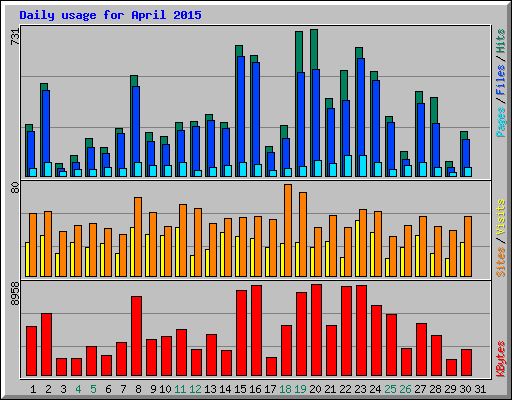 Daily usage for April 2015
731
Pages / Files / Hits
80
Sites / Visits
8958
KBytes
1 2 3 4 5 6 7 8 9 10 11 12 13 14 15 16 17 18 19 20 21 22 23 24 25 26 27 28 29 30 31